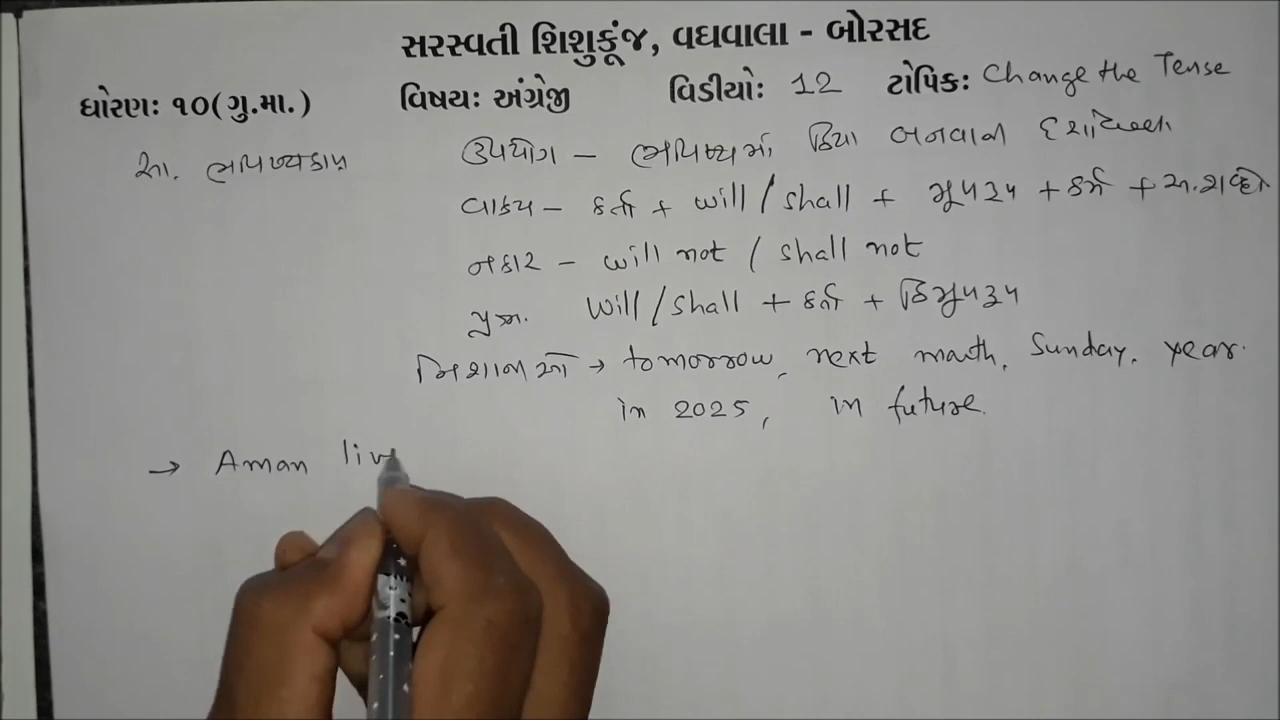 સરસ્વતી શિશુકૂંજ, વઘવાલા - બોરસદ
ધોરણઃ ૧૦(ગુ.મા.) વિષયઃ અંગ્રેજી વિડીયોઃ 12 ટોપિકઃ Change the Tense
સા. ભવિષ્યકાળ ઉપયોગ – ભવિષ્યમાં ક્રિયા બનવાની દર્શાવવા
વાક્ય – કર્તા + will / shall + મૂળરૂપ + કર્મ + અ.શબ્દો
નકાર – will not / shall not
પ્રશ્ન. Will / Shall + કર્તા + ક્રિમૂળરૂપ
નિશાનીઓ → tomorrow, next month, Sunday, year.
in 2025, in future.
→ Aman liv